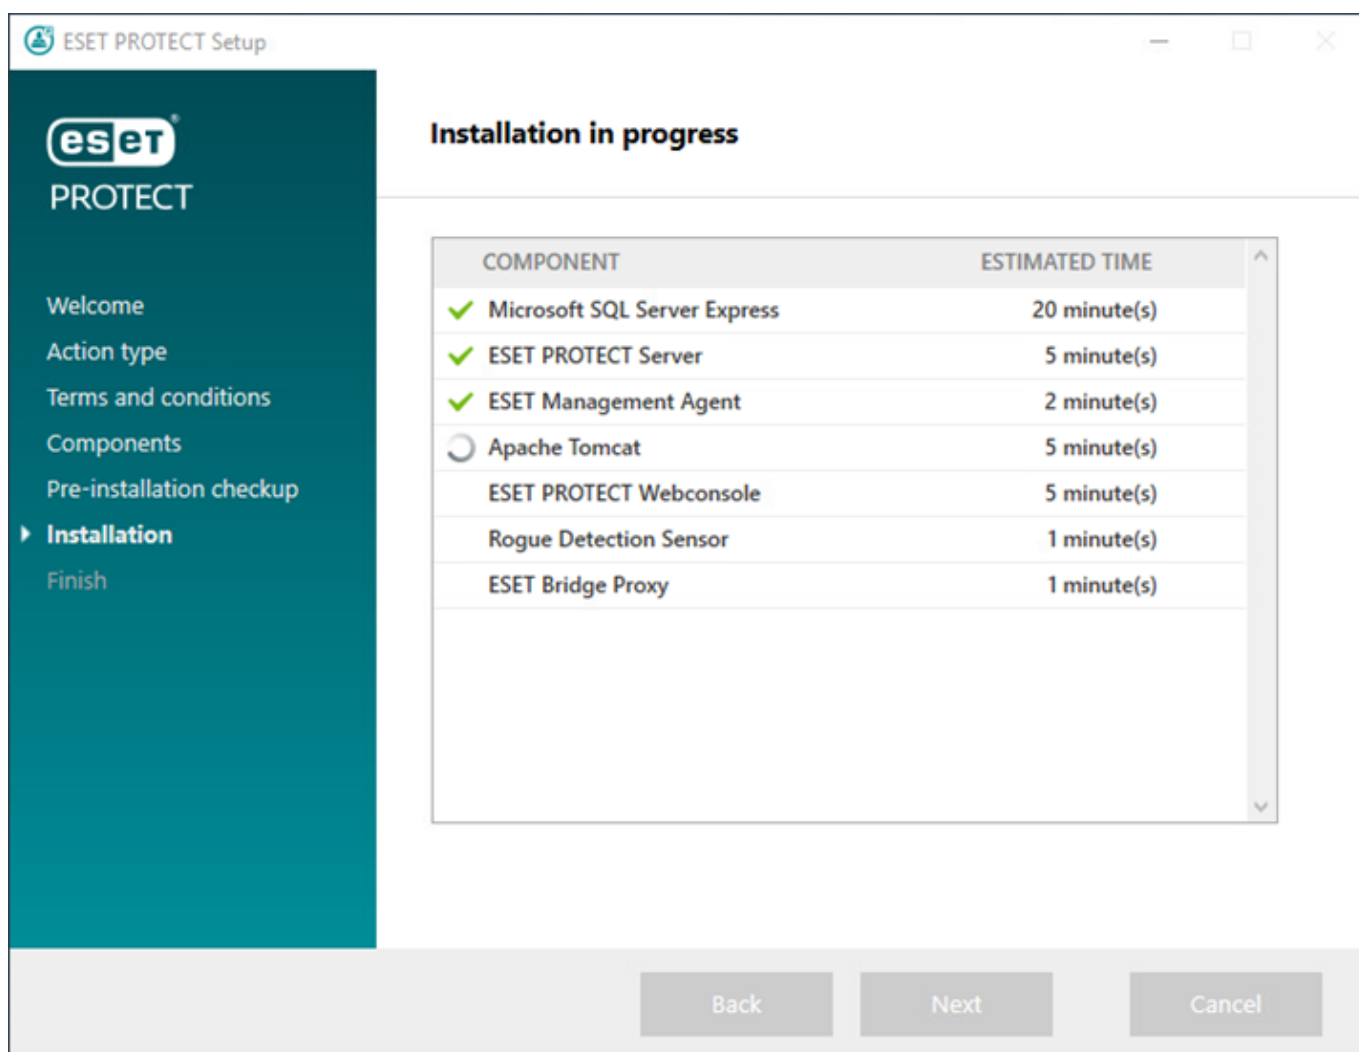 ESET PROTECT Setup
eset®
PROTECT
Welcome
Action type
Terms and conditions
Components
Pre-installation checkup
Installation
Finish
Installation in progress
COMPONENT ESTIMATED TIME
Microsoft SQL Server Express 20 minute(s)
ESET PROTECT Server 5 minute(s)
ESET Management Agent 2 minute(s)
Apache Tomcat 5 minute(s)
ESET PROTECT Webconsole 5 minute(s)
Rogue Detection Sensor 1 minute(s)
ESET Bridge Proxy 1 minute(s)
Back Next Cancel